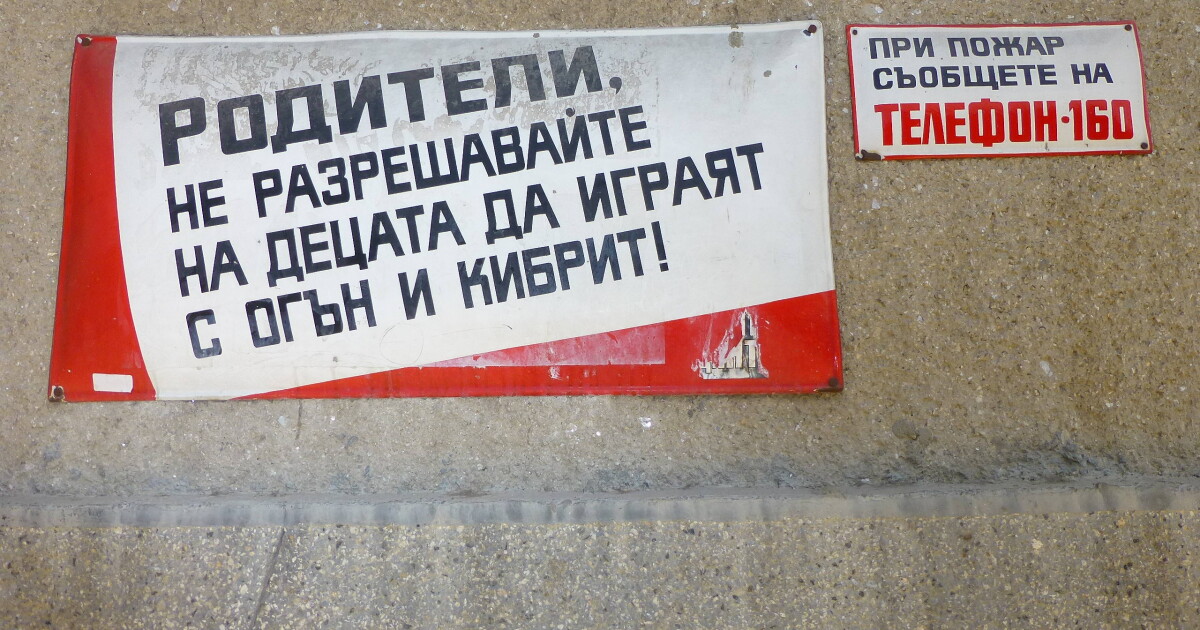 РОДИТЕЛИ,
НЕ РАЗРЕШАВАЙТЕ
НА ДЕЦАТА ДА ИГРАЯТ
С ОГЪН И КИБРИТ!
ПРИ ПОЖАР
СЪОБЩЕТЕ НА
ТЕЛЕФОН·160